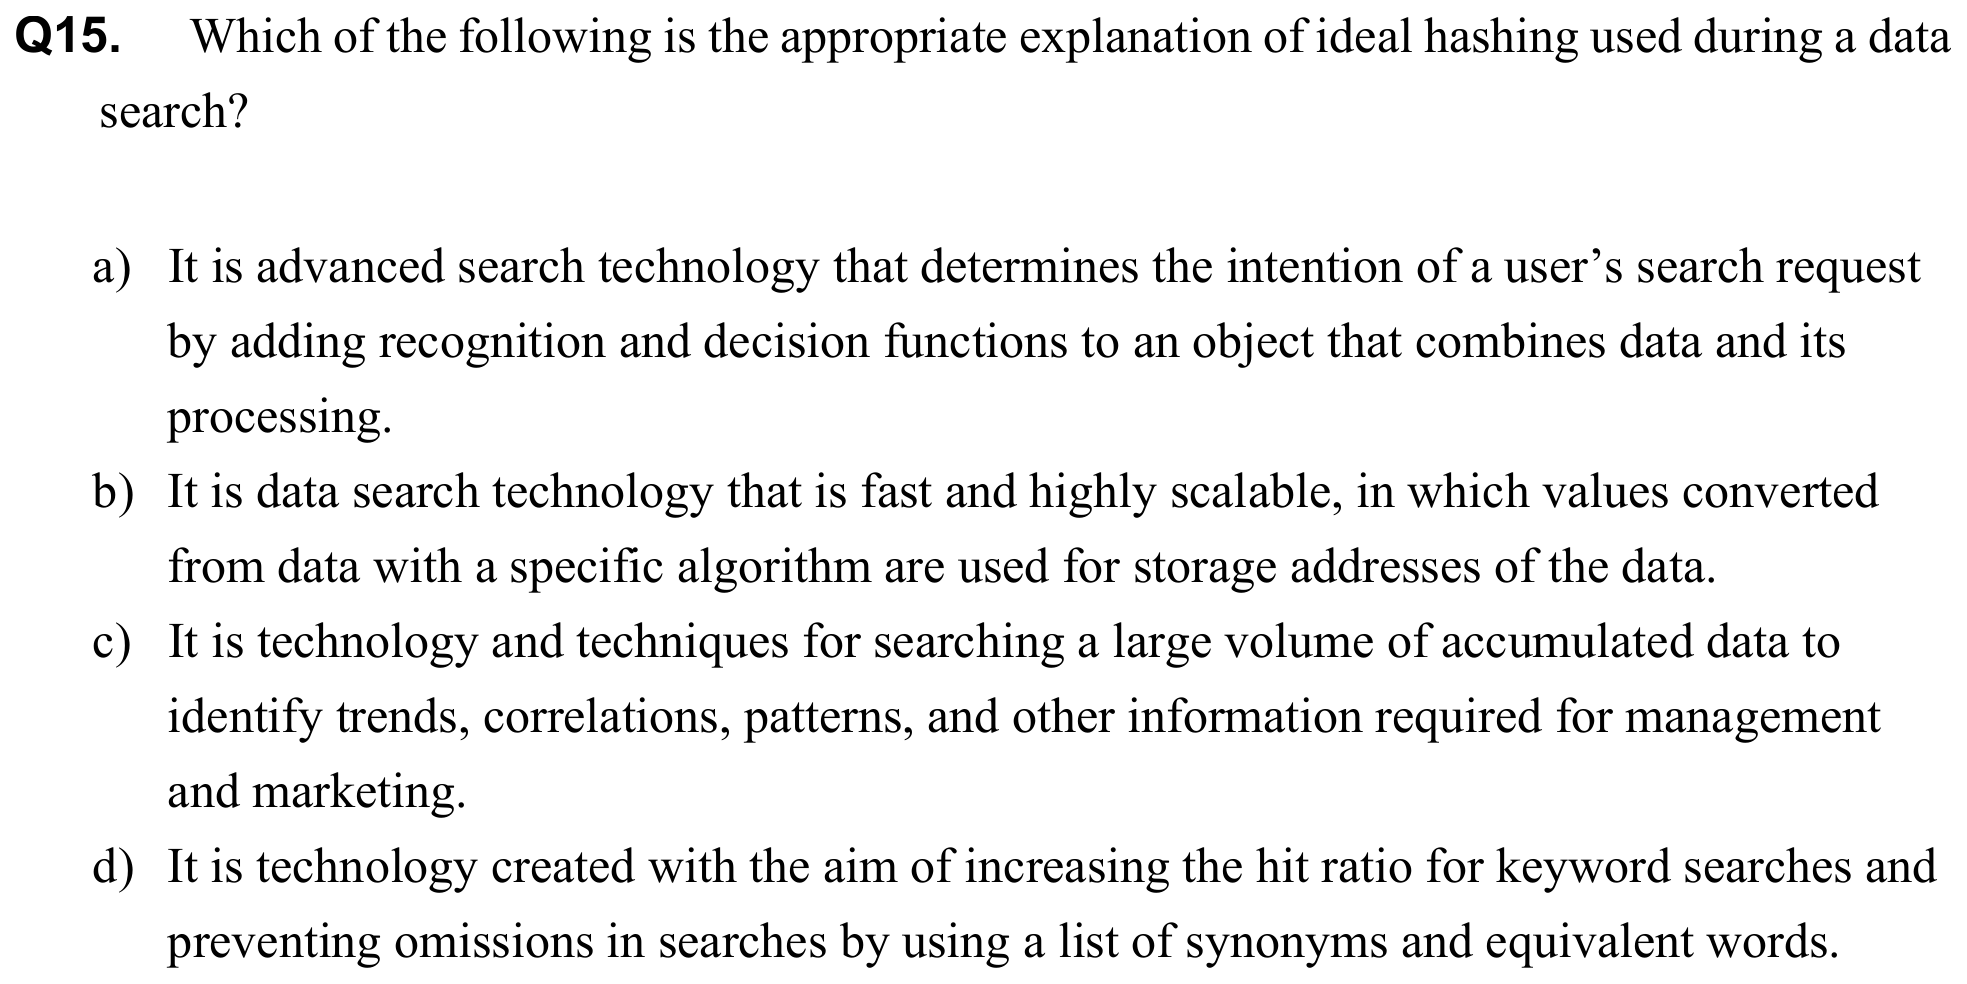 Q15. Which of the following is the appropriate explanation of ideal hashing used during a data
search?
a) It is advanced search technology that determines the intention of a user’s search request
by adding recognition and decision functions to an object that combines data and its
processing.
b) It is data search technology that is fast and highly scalable, in which values converted
from data with a specific algorithm are used for storage addresses of the data.
c) It is technology and techniques for searching a large volume of accumulated data to
identify trends, correlations, patterns, and other information required for management
and marketing.
d) It is technology created with the aim of increasing the hit ratio for keyword searches and
preventing omissions in searches by using a list of synonyms and equivalent words.